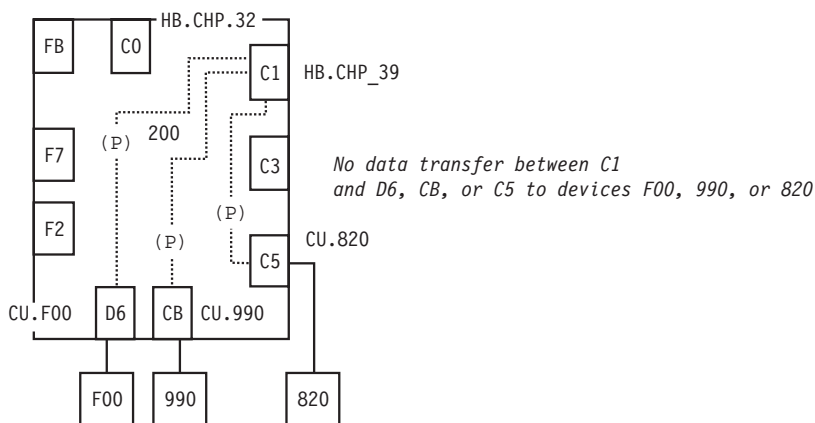 HB.CHP.32
FB
C0
C1
HB.CHP_39
(P)
200
F7
C3
No data transfer between C1
and D6, CB, or C5 to devices F00, 990, or 820
F2
(P)
(P)
CU.820
C5
CU.F00
D6
CB
CU.990
F00
990
820